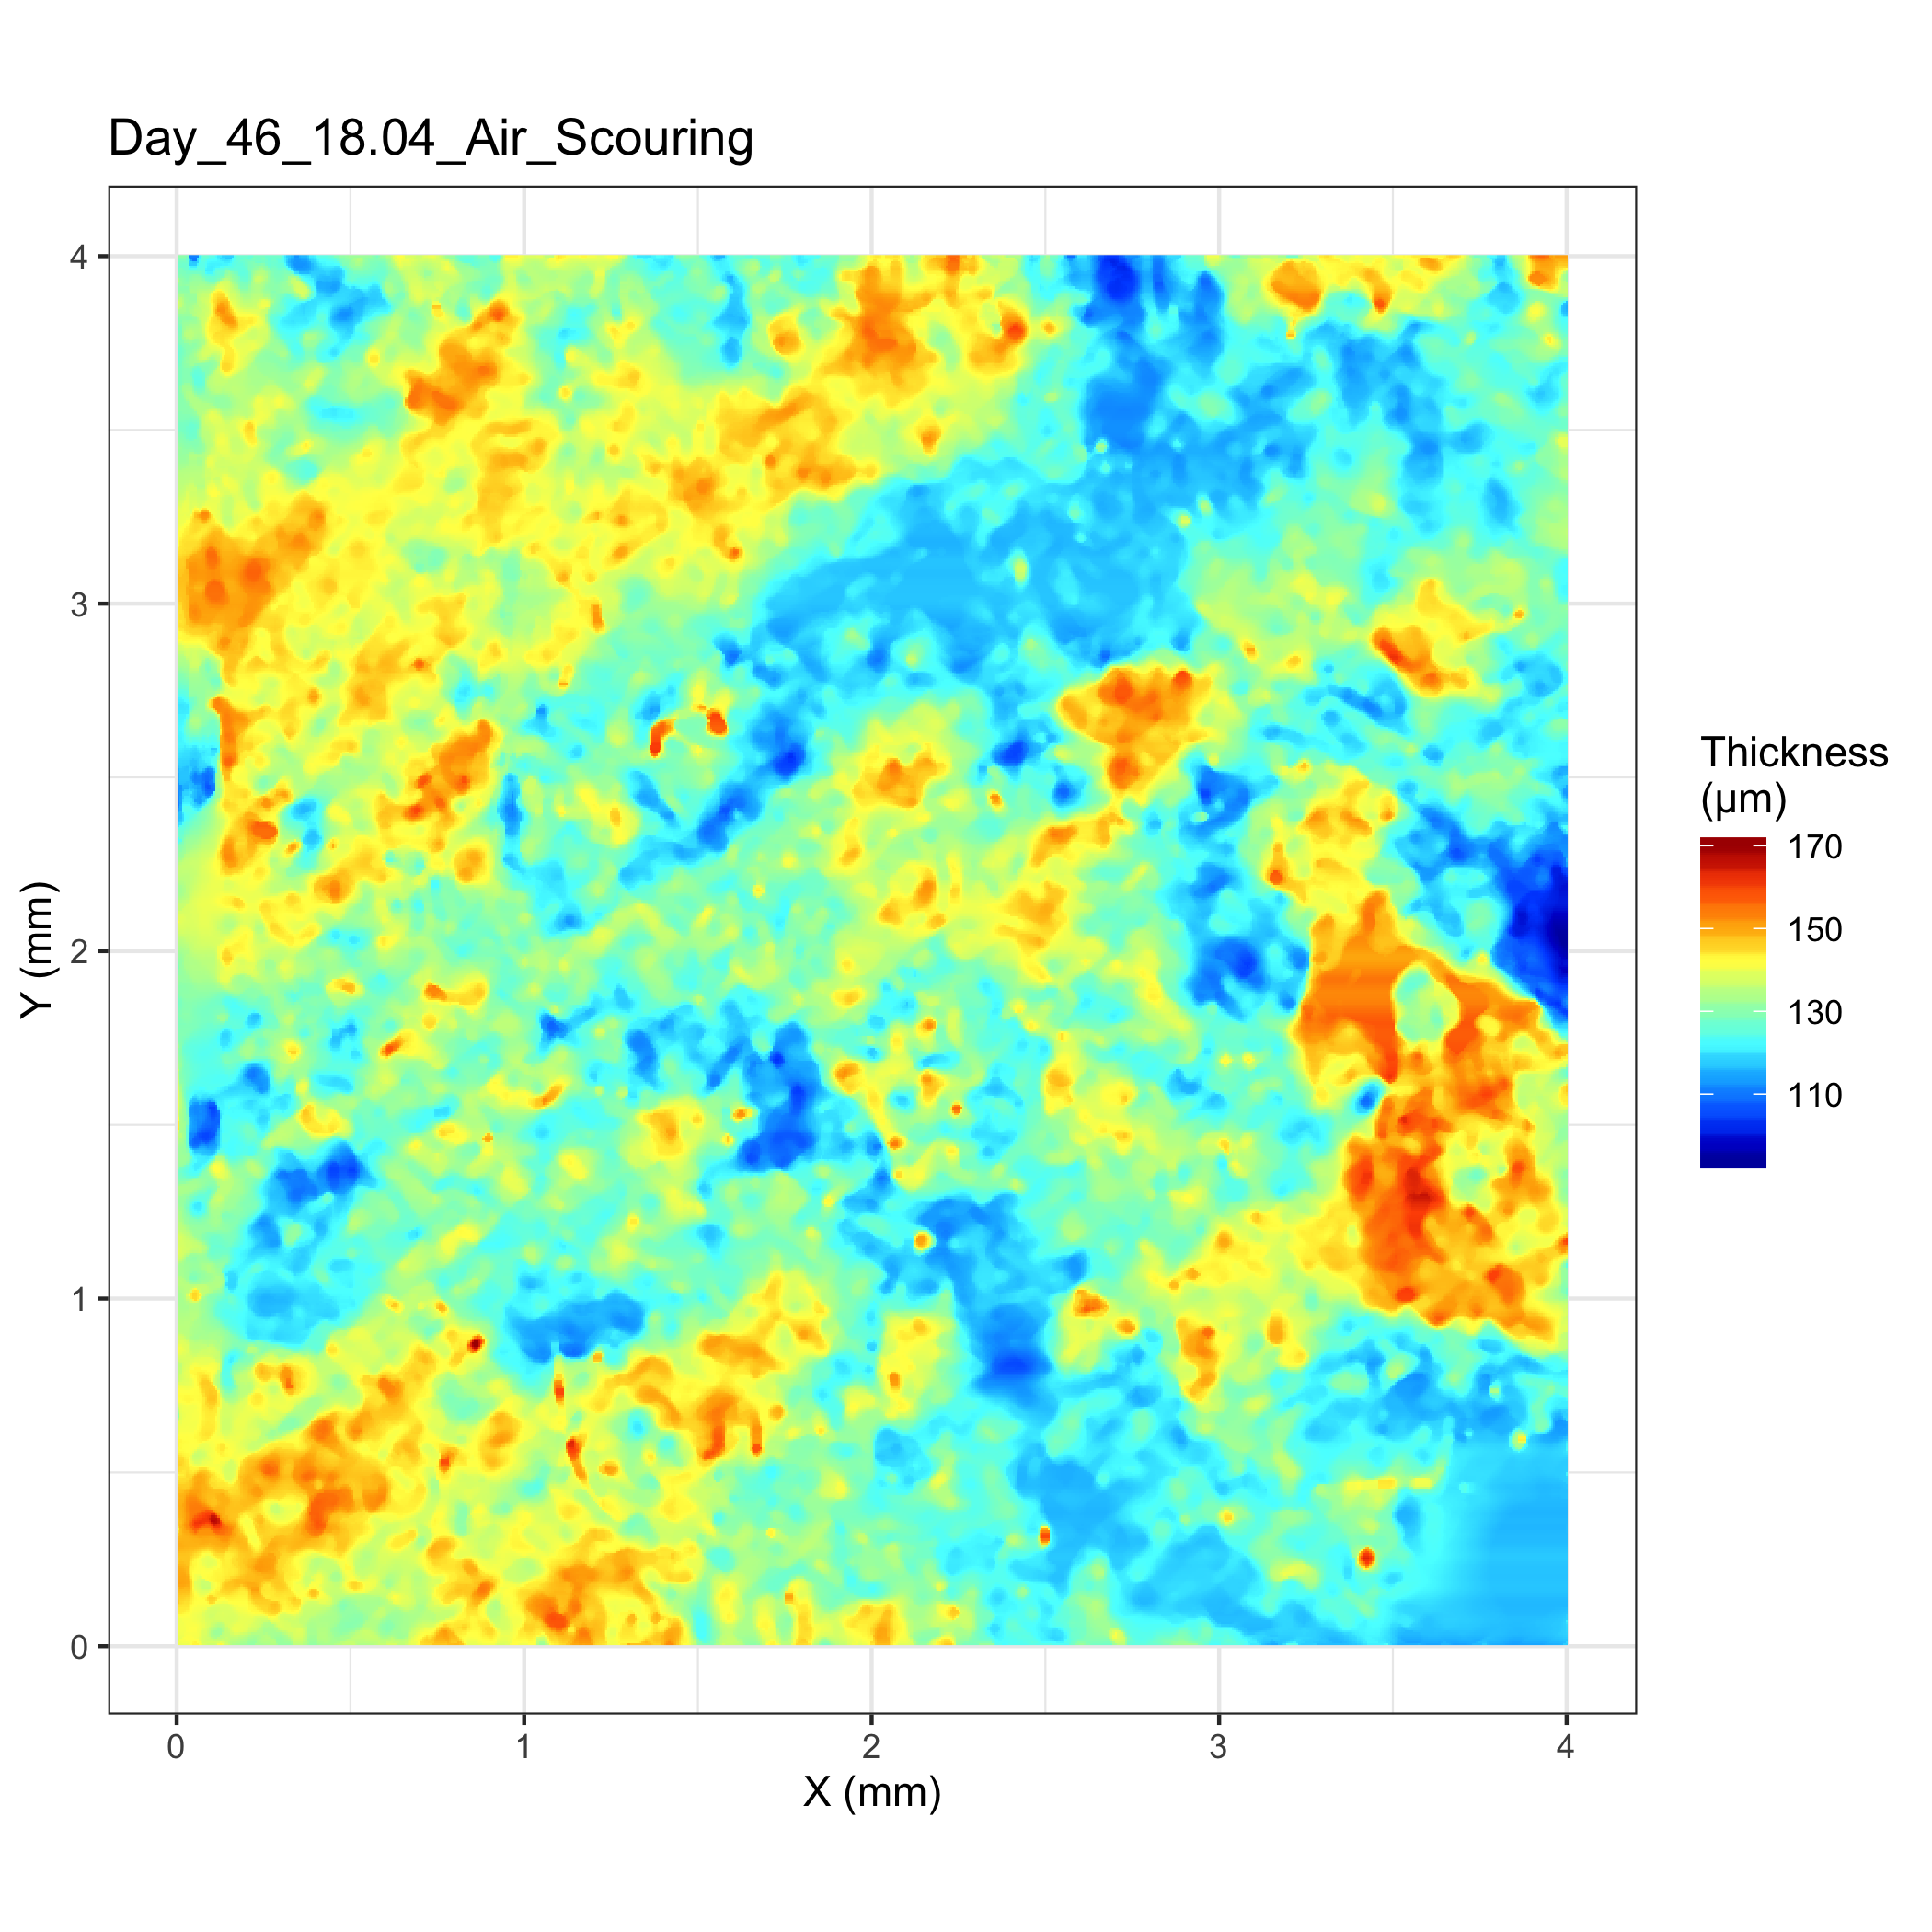 Day_46_18.04_Air_Scouring
4
3
2
1
0
Y (mm)
0 1 2 3 4
X (mm)
Thickness
(μm)
170
150
130
110